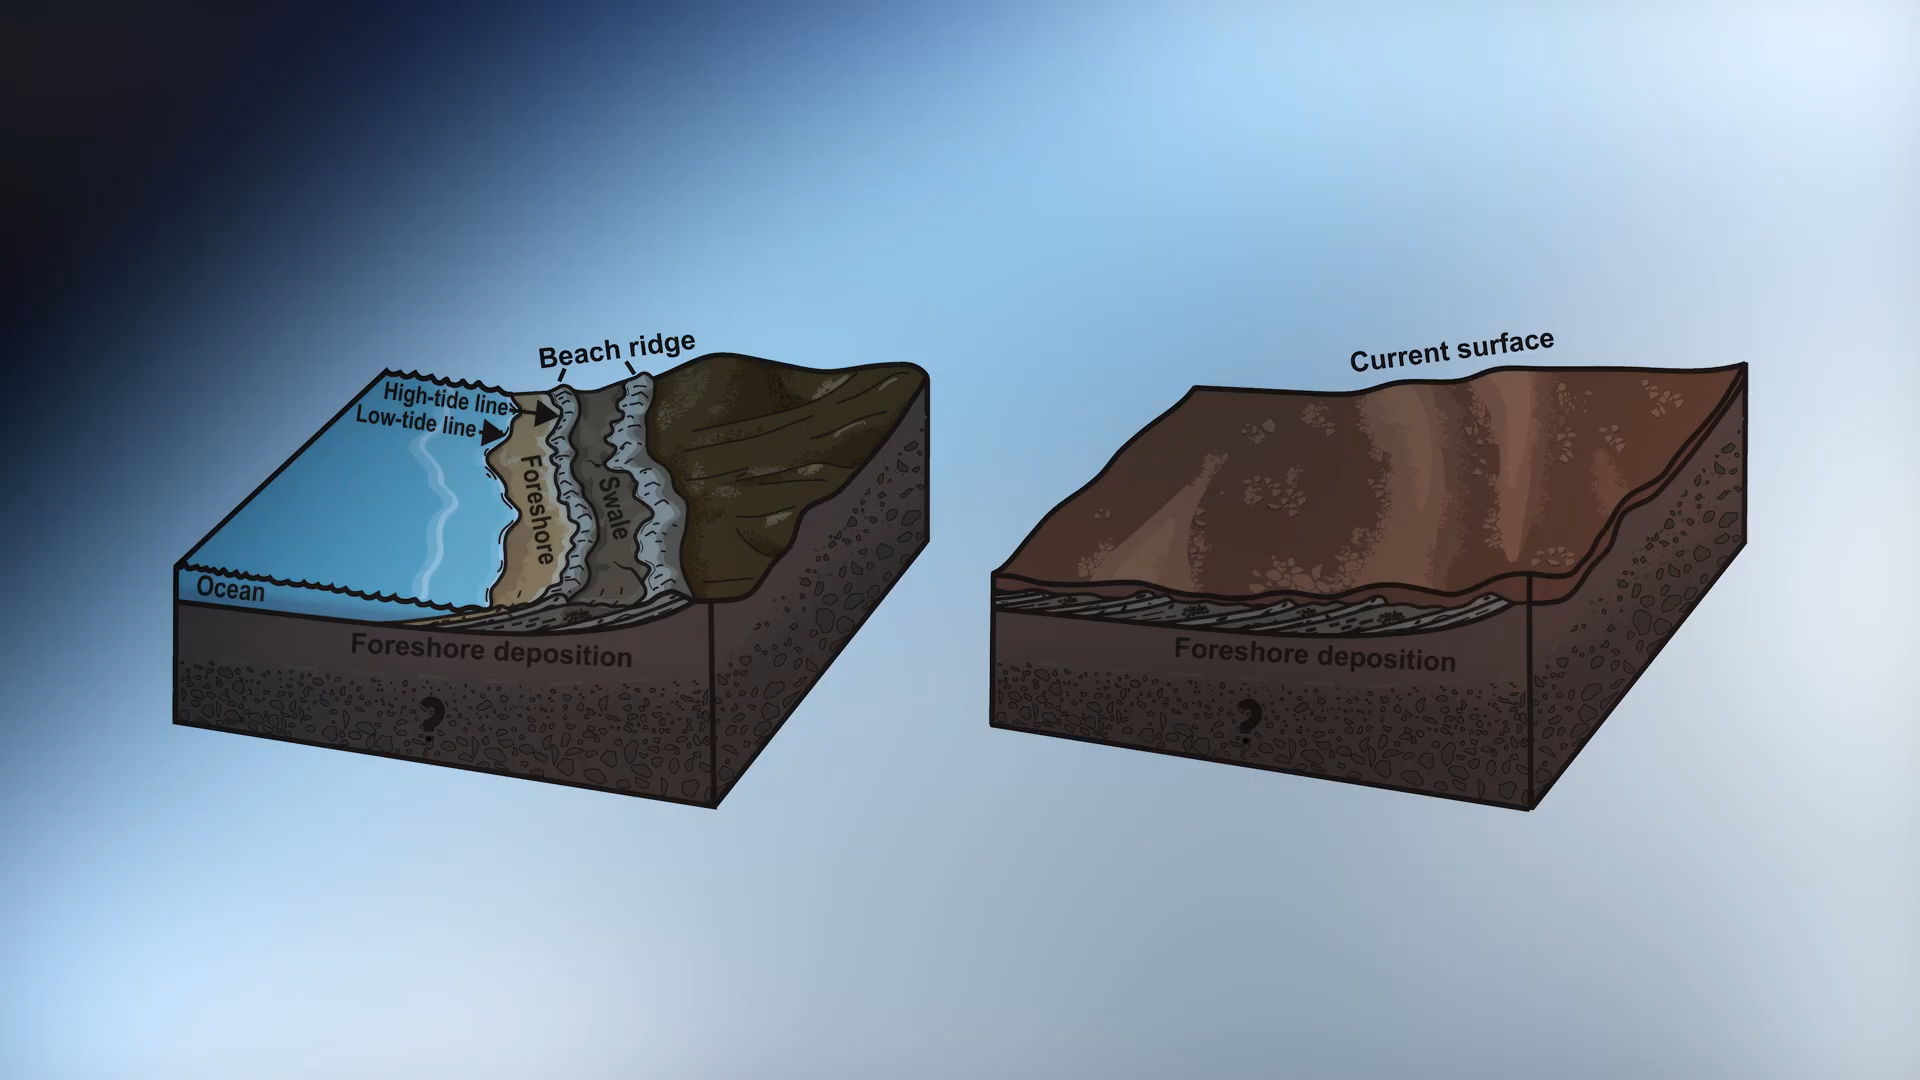 Beach ridge
High-tide line
Low-tide line
Foreshore
Swale
Ocean
Foreshore deposition
?
Current surface
Foreshore deposition
?